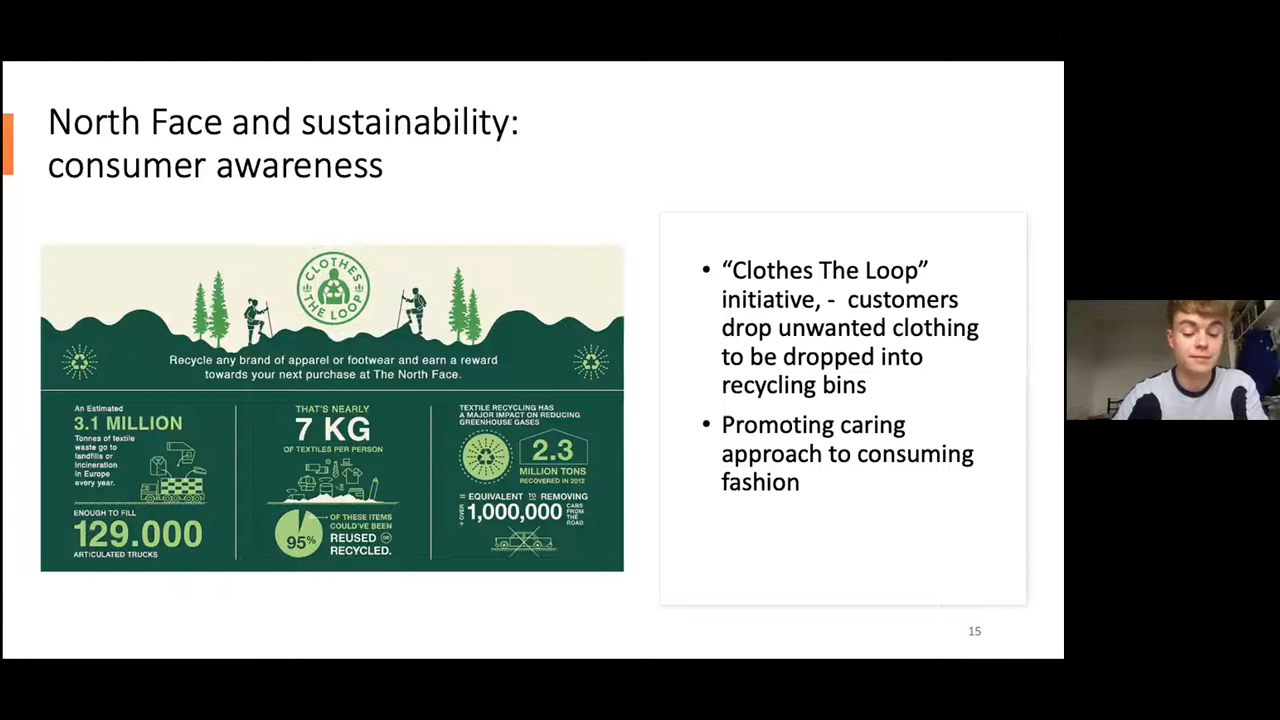 North Face and sustainability:
consumer awareness
CLOTHES
THE LOOP
Recycle any brand of apparel or footwear and earn a reward
towards your next purchase at The North Face.
An Estimated
3.1 MILLION
Tonnes of textile
waste go to
landfills or
incineration
in Europe
every year.
ENOUGH TO FILL
129.000
ARTICULATED TRUCKS
THAT'S NEARLY
7 KG
OF TEXTILES PER PERSON
95%
OF THESE ITEMS
COULD'VE BEEN
REUSED OR
RECYCLED.
TEXTILE RECYCLING HAS
A MAJOR IMPACT ON REDUCING
GREENHOUSE GASES
2.3
MILLION TONS
RECOVERED IN 2012
= EQUIVALENT TO REMOVING
+ OVER
1,000,000
CARS
FROM
THE
ROAD
• “Clothes The Loop”
initiative, - customers
drop unwanted clothing
to be dropped into
recycling bins
• Promoting caring
approach to consuming
fashion
15